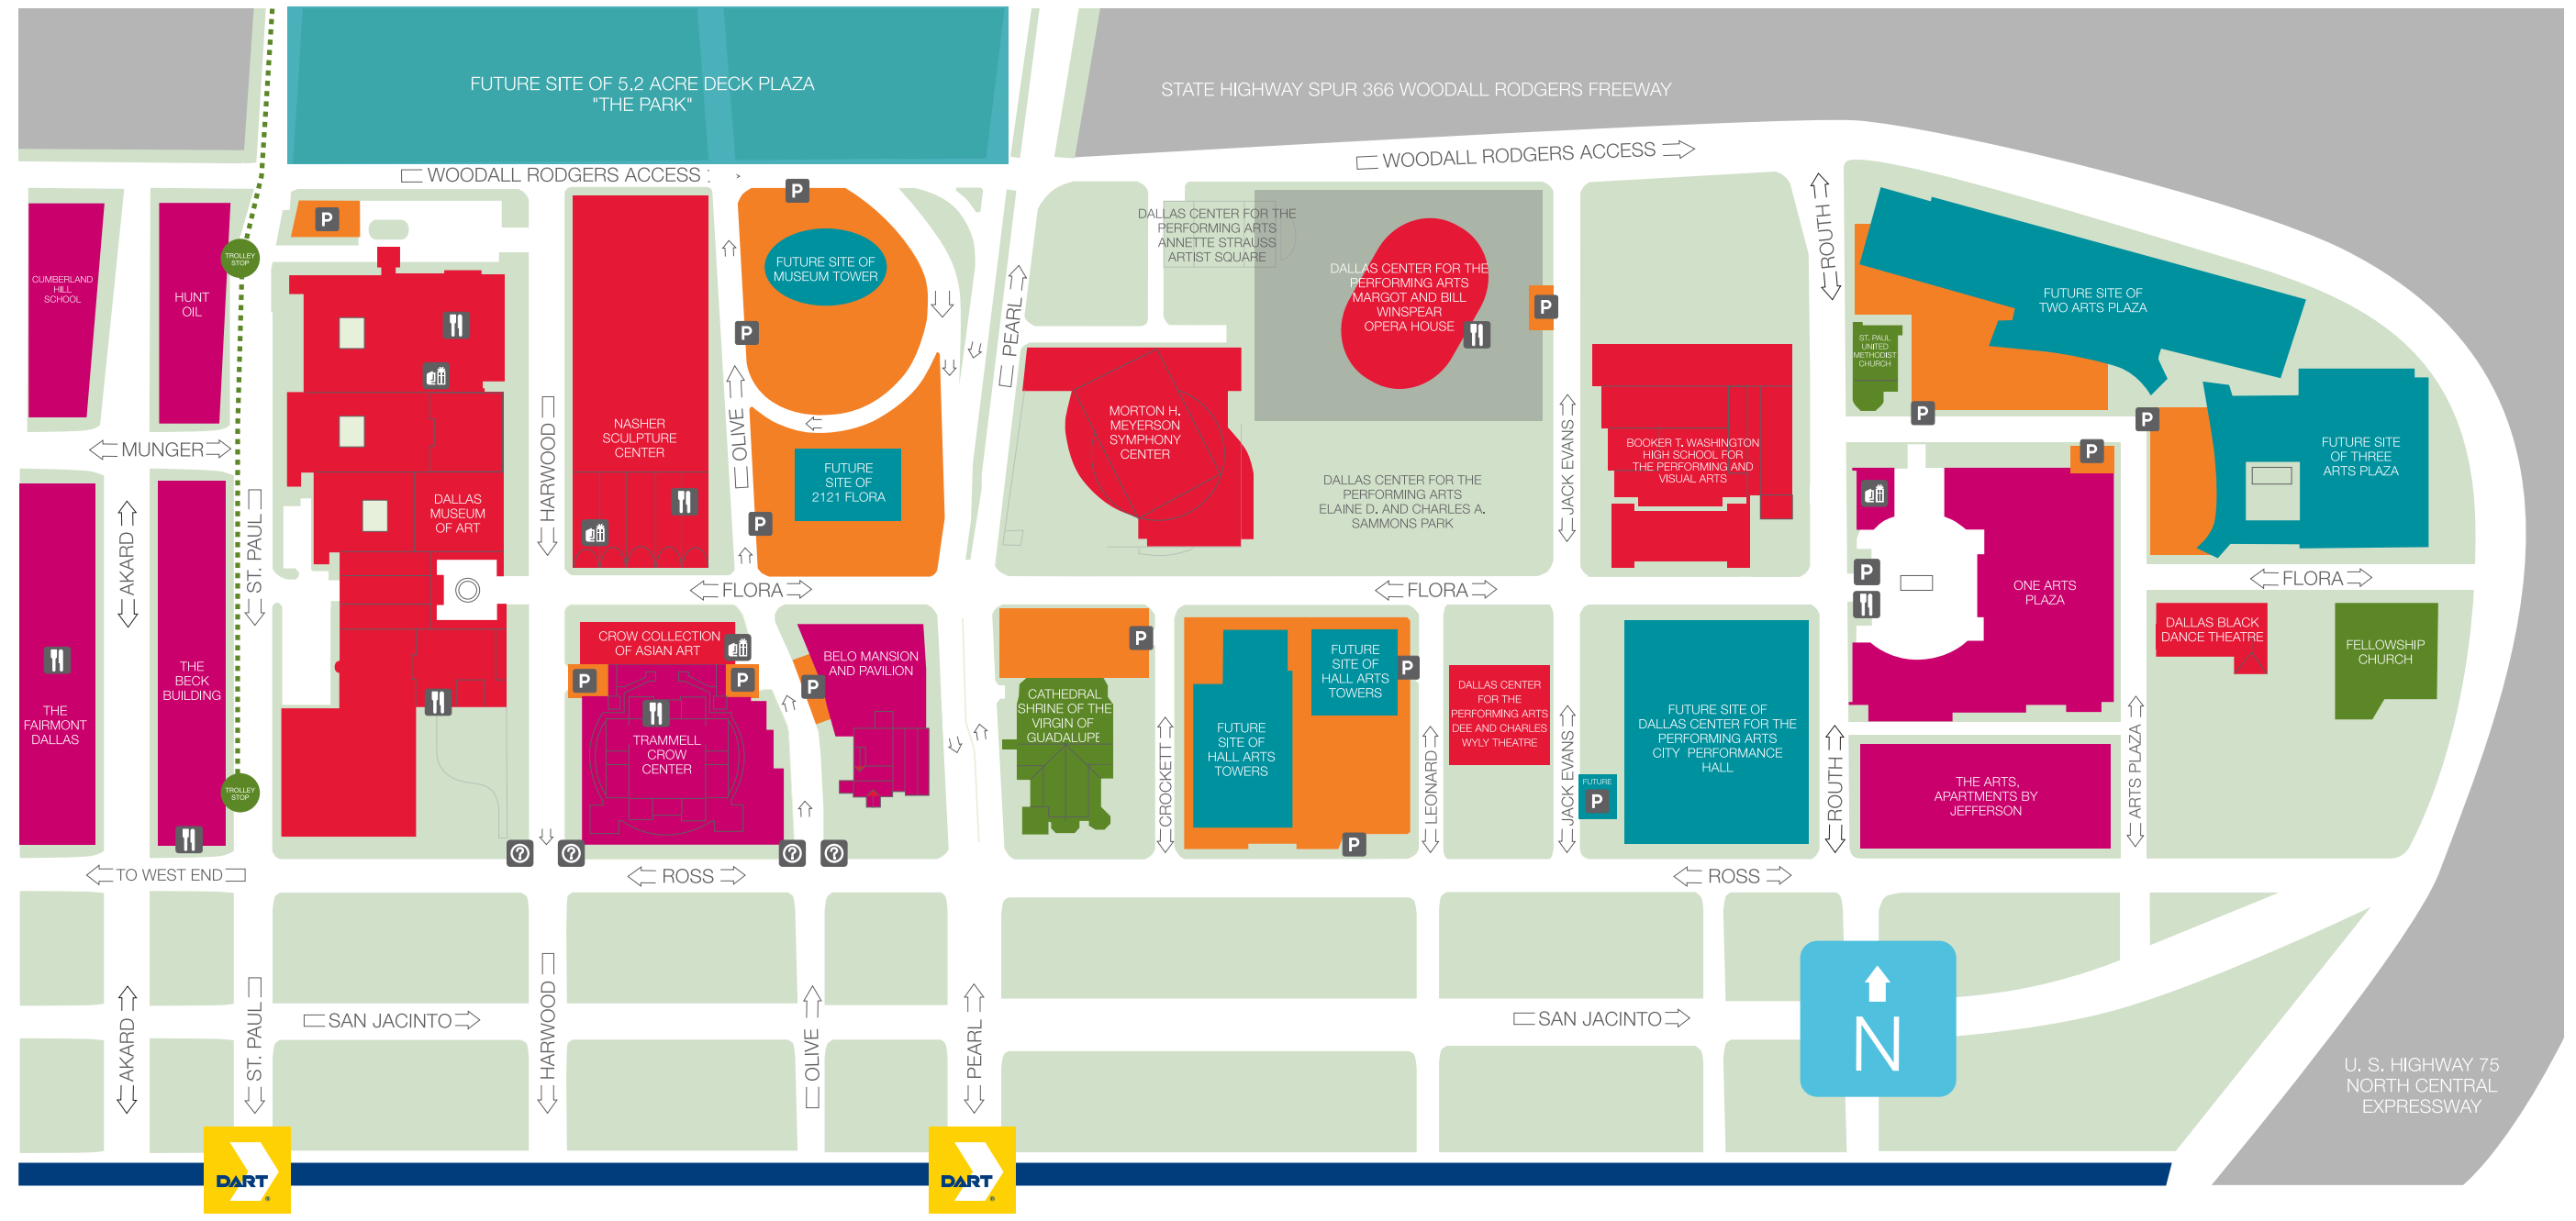 FUTURE SITE OF 5.2 ACRE DECK PLAZA
"THE PARK"
STATE HIGHWAY SPUR 366 WOODALL RODGERS FREEWAY
WOODALL RODGERS ACCESS
WOODALL RODGERS ACCESS
P
P
CUMBERLAND
HILL
SCHOOL
HUNT
OIL
TROLLEY
STOP
FUTURE SITE OF
MUSEUM TOWER
DALLAS CENTER FOR THE
PERFORMING ARTS
ANNETTE STRAUSS
ARTIST SQUARE
DALLAS CENTER FOR THE
PERFORMING ARTS
MARGOT AND BILL
WINSPEAR
OPERA HOUSE
P
P
ROUTH
FUTURE SITE OF
TWO ARTS PLAZA
ST. PAUL
UNITED
METHODIST
CHURCH
PEARL
MUNGER
HARWOOD
NASHER
SCULPTURE
CENTER
OLIVE
FUTURE
SITE OF
2121 FLORA
P
MORTON H.
MEYERSON
SYMPHONY
CENTER
DALLAS CENTER FOR THE
PERFORMING ARTS
ELAINE D. AND CHARLES A.
SAMMONS PARK
JACK EVANS
BOOKER T. WASHINGTON
HIGH SCHOOL FOR
THE PERFORMING AND
VISUAL ARTS
P
P
P
FUTURE SITE
OF THREE
ARTS PLAZA
AKARD
ST. PAUL
DALLAS
MUSEUM
OF ART
FLORA
FLORA
FLORA
P
ONE ARTS
PLAZA
THE
FAIRMONT
DALLAS
THE
BECK
BUILDING
TROLLEY
STOP
CROW COLLECTION
OF ASIAN ART
P
P
TRAMMELL
CROW
CENTER
P
BELO MANSION
AND PAVILION
P
CATHEDRAL
SHRINE OF THE
VIRGIN OF
GUADALUPE
CROCKETT
FUTURE
SITE OF
HALL ARTS
TOWERS
FUTURE
SITE OF
HALL ARTS
TOWERS
P
P
LEONARD
DALLAS CENTER
FOR THE
PERFORMING ARTS
DEE AND CHARLES
WYLY THEATRE
JACK EVANS
FUTURE
P
FUTURE SITE OF
DALLAS CENTER FOR THE
PERFORMING ARTS
CITY PERFORMANCE
HALL
ROUTH
THE ARTS,
APARTMENTS BY
JEFFERSON
ARTS PLAZA
DALLAS BLACK
DANCE THEATRE
FELLOWSHIP
CHURCH
?
?
?
?
TO WEST END
ROSS
ROSS
AKARD
ST. PAUL
SAN JACINTO
HARWOOD
OLIVE
PEARL
SAN JACINTO
N
U. S. HIGHWAY 75
NORTH CENTRAL
EXPRESSWAY
DART
®
DART
®